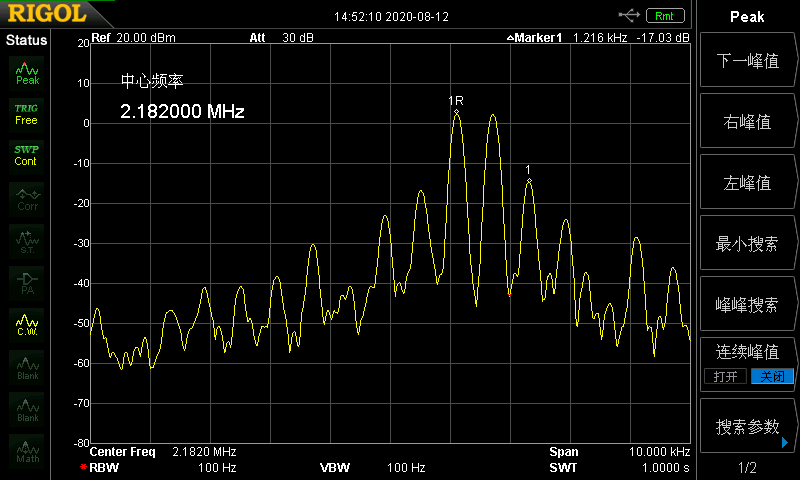 RIGOL
14:52:10 2020-08-12
Rmt
Peak
Status
Ref 20.00 dBm
Att 30 dB
Marker1 1.216 kHz -17.03 dB
Peak
TRIG
Free
SWP
Cont
Corr
S.T.
PA
C.W.
Blank
Blank
Math
20
10
0
-10
-20
-30
-40
-50
-60
-70
-80
中心频率
2.182000 MHz
1R
1
Center Freq 2.1820 MHz
Span 10.000 kHz
RBW 100 Hz
VBW 100 Hz
SWT 1.0000 s
下一峰值
右峰值
左峰值
最小搜索
峰峰搜索
连续峰值
打开 关闭
搜索参数
1/2